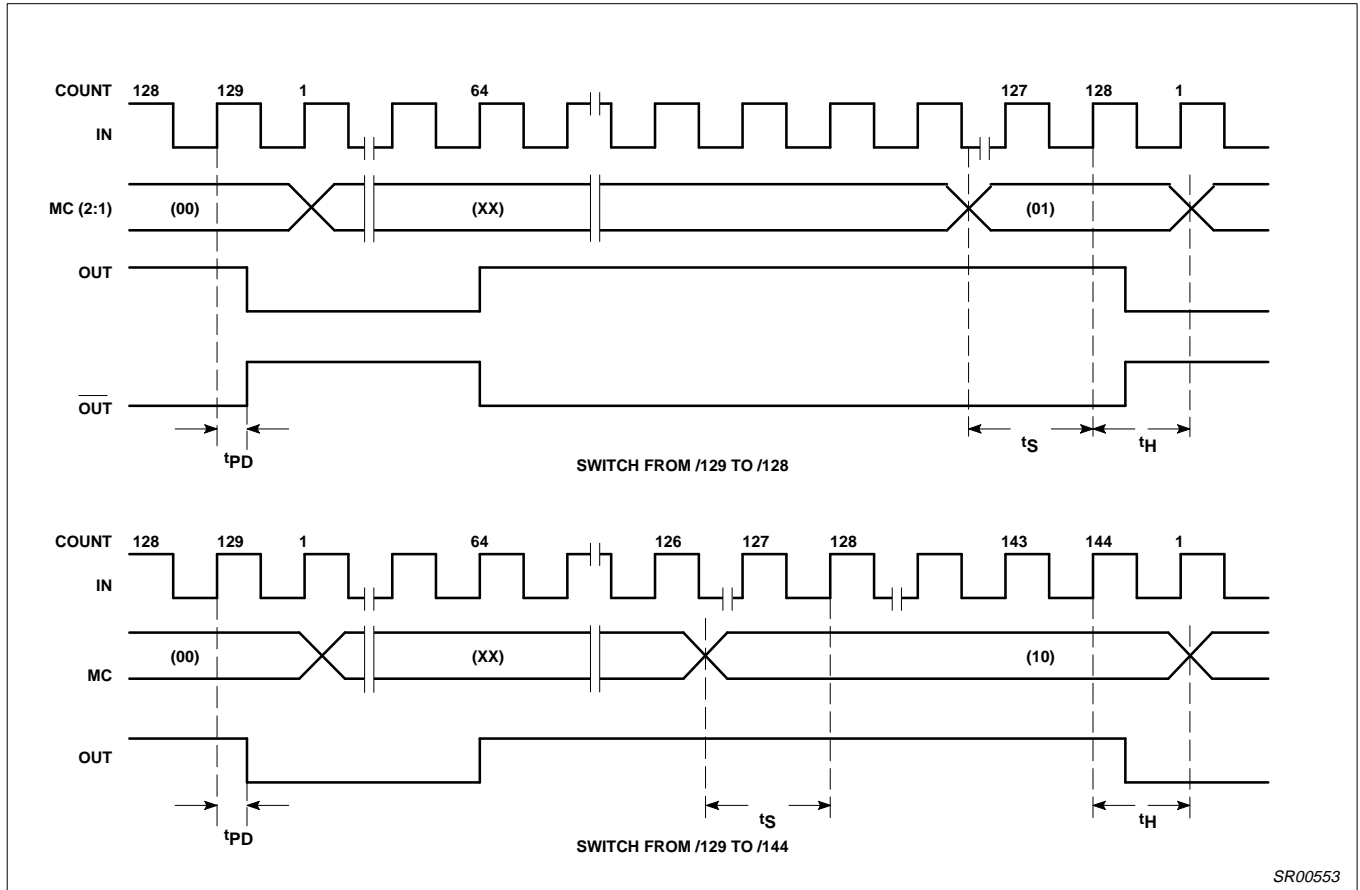 COUNT 128 129 1 64 127 128 1
IN
MC (2:1) (00) (XX) (01)
OUT
OUT
tPD tS tH
SWITCH FROM /129 TO /128
COUNT 128 129 1 64 126 127 128 143 144 1
IN
(00) (XX) (10)
MC
OUT
tPD tS tH
SWITCH FROM /129 TO /144
SR00553